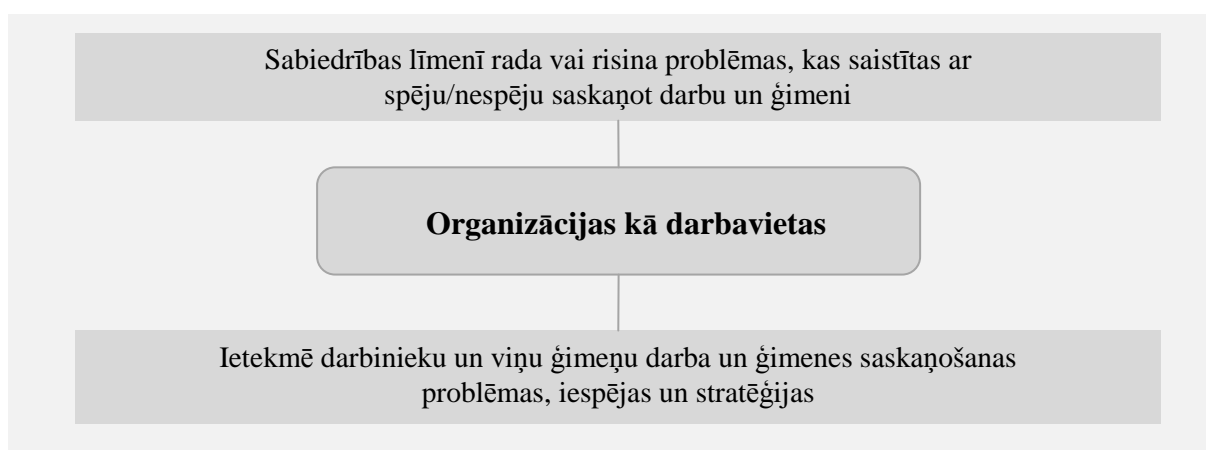 Sabiedrības līmenī rada vai risina problēmas, kas saistītas ar
spēju/nespēju saskaņot darbu un ģimeni
Organizācijas kā darbavietas
Ietekmē darbinieku un viņu ģimeņu darba un ģimenes saskaņošanas
problēmas, iespējas un stratēģijas